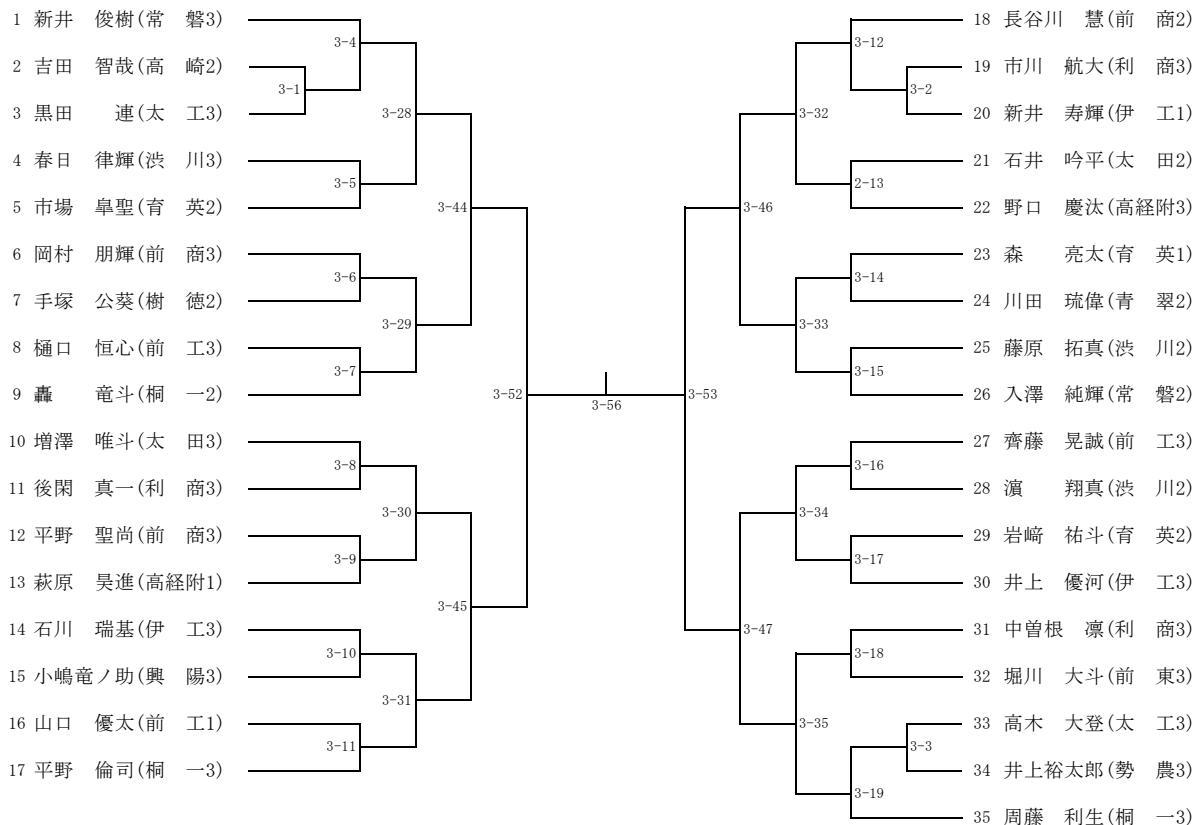 1 新井　俊樹(常　磐3)
2 吉田　智哉(高　崎2)
3 黒田　　連(太　工3)
4 春日　律輝(渋　川3)
5 市場　皐聖(育　英2)
6 岡村　朋輝(前　商3)
7 手塚　公葵(樹　徳2)
8 樋口　恒心(前　工3)
9 轟　　竜斗(桐　一2)
10 増澤　唯斗(太　田3)
11 後閑　真一(利　商3)
12 平野　聖尚(前　商3)
13 萩原　昊進(高経附1)
14 石川　瑞基(伊　工3)
15 小嶋竜ノ助(興　陽3)
16 山口　優太(前　工1)
17 平野　倫司(桐　一3)
3-4
3-1
3-28
3-5
3-44
3-6
3-29
3-7
3-52
3-8
3-30
3-9
3-45
3-10
3-31
3-11
3-56
3-12
3-2
3-32
2-13
3-46
3-14
3-33
3-15
3-53
3-16
3-34
3-17
3-47
3-18
3-35
3-3
3-19
18 長谷川　慧(前　商2)
19 市川　航大(利　商3)
20 新井　寿輝(伊　工1)
21 石井　吟平(太　田2)
22 野口　慶汰(高経附3)
23 森　　亮太(育　英1)
24 川田　琉偉(青　翠2)
25 藤原　拓真(渋　川2)
26 入澤　純輝(常　磐2)
27 齊藤　晃誠(前　工3)
28 濵　　翔真(渋　川2)
29 岩﨑　祐斗(育　英2)
30 井上　優河(伊　工3)
31 中曽根　凛(利　商3)
32 堀川　大斗(前　東3)
33 高木　大登(太　工3)
34 井上裕太郎(勢　農3)
35 周藤　利生(桐　一3)